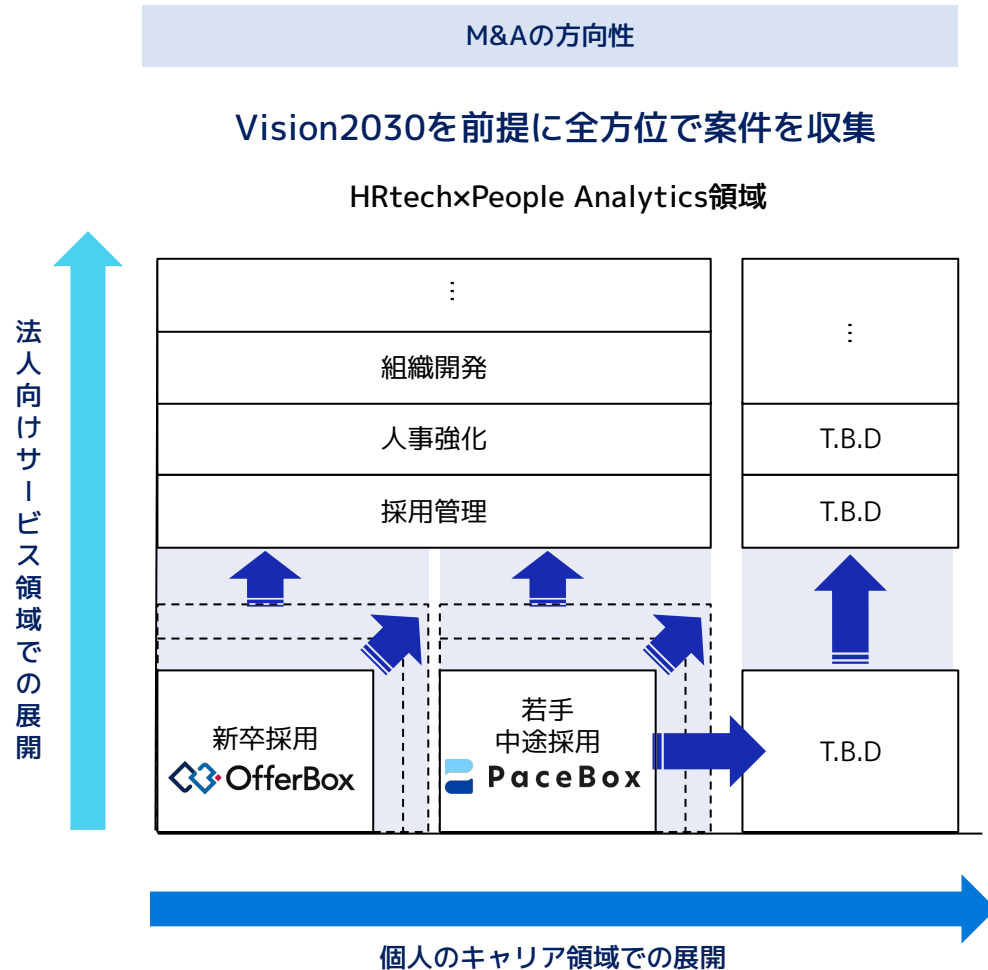 M&Aの方向性
Vision2030を前提に全方位で案件を収集
HRtech×People Analytics領域
法人向けサービス領域での展開
⋮
⋮
組織開発
人事強化
T.B.D
採用管理
T.B.D
新卒採用
OfferBox
若手
中途採用
PaceBox
T.B.D
個人のキャリア領域での展開